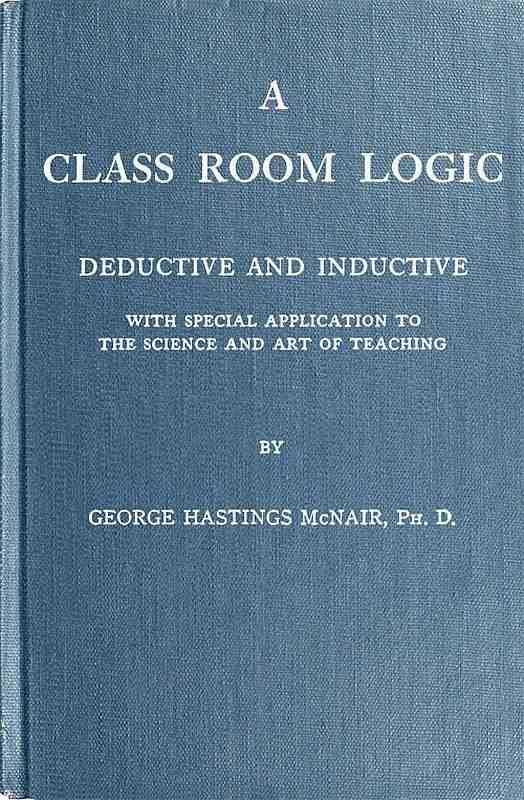 A
CLASS ROOM LOGIC
DEDUCTIVE AND INDUCTIVE
WITH SPECIAL APPLICATION TO
THE SCIENCE AND ART OF TEACHING
BY
GEORGE HASTINGS McNAIR, Ph. D.